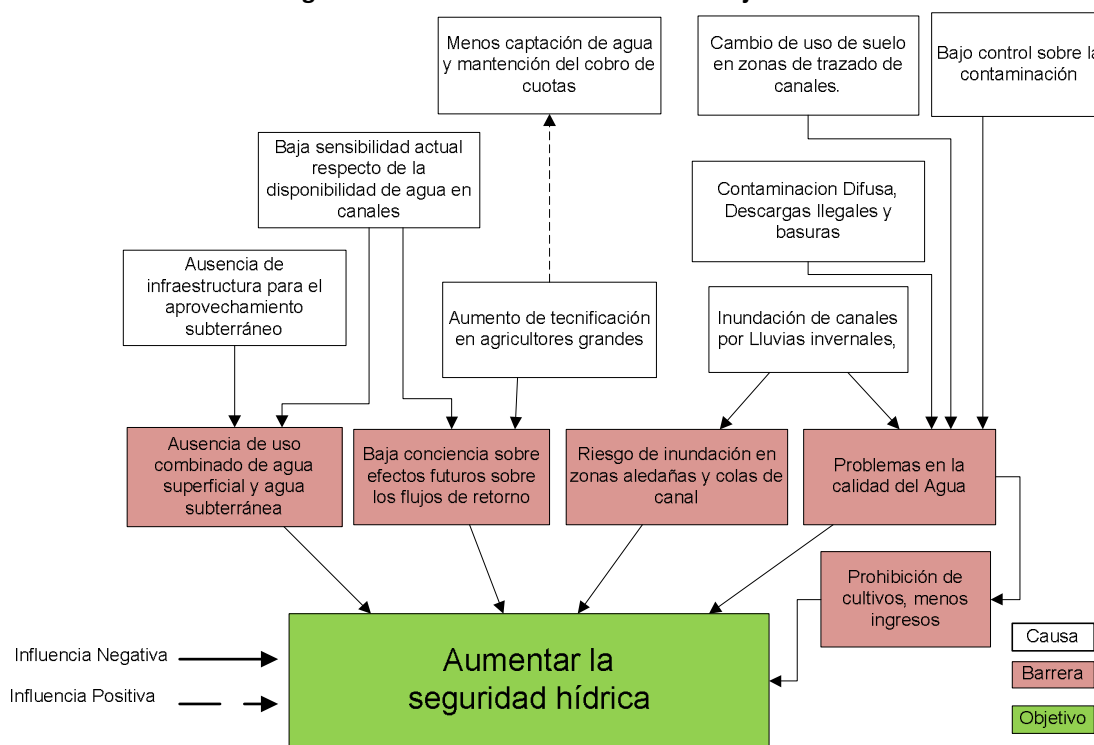 Menos captación de agua
y mantención del cobro de
cuotas
Cambio de uso de suelo
en zonas de trazado de
canales.
Bajo control sobre la
contaminación
Baja sensibilidad actual
respecto de la
disponibilidad de agua en
canales
Contaminacion Difusa,
Descargas Ilegales y
basuras
Ausencia de
infraestructura para el
aprovechamiento
subterráneo
Aumento de tecnificación
en agricultores grandes
Inundación de canales
por Lluvias invernales,
Ausencia de uso
combinado de agua
superficial y agua
subterránea
Baja conciencia sobre
efectos futuros sobre
los flujos de retorno
Riesgo de inundación en
zonas aledañas y colas de
canal
Problemas en la
calidad del Agua
Prohibición de
cultivos, menos
ingresos
Aumentar la
seguridad hídrica
Influencia Negativa
Influencia Positiva
Causa
Barrera
Objetivo